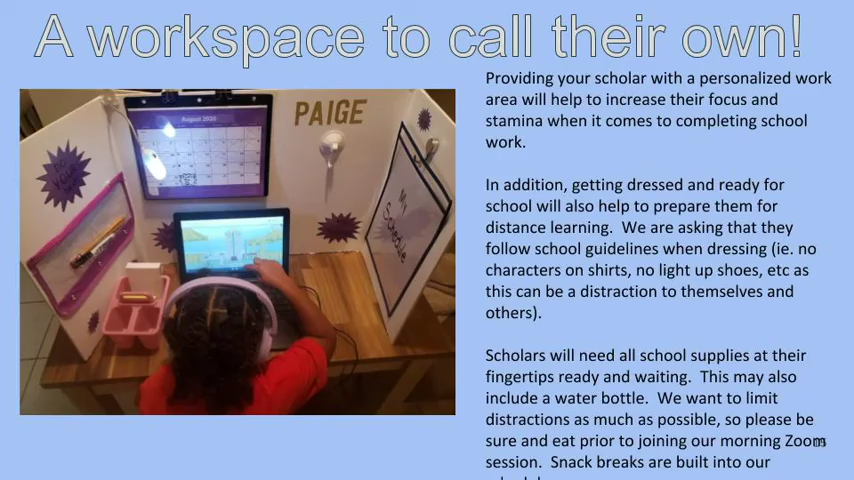 A workspace to call their own!
Providing your scholar with a personalized work
area will help to increase their focus and
stamina when it comes to completing school
work.
In addition, getting dressed and ready for
school will also help to prepare them for
distance learning.  We are asking that they
follow school guidelines when dressing (ie. no
characters on shirts, no light up shoes, etc as
this can be a distraction to themselves and
others).
Scholars will need all school supplies at their
fingertips ready and waiting.  This may also
include a water bottle.  We want to limit
distractions as much as possible, so please be
sure and eat prior to joining our morning Zoom
session.  Snack breaks are built into our
PAIGE
August 2020
My
Schedule